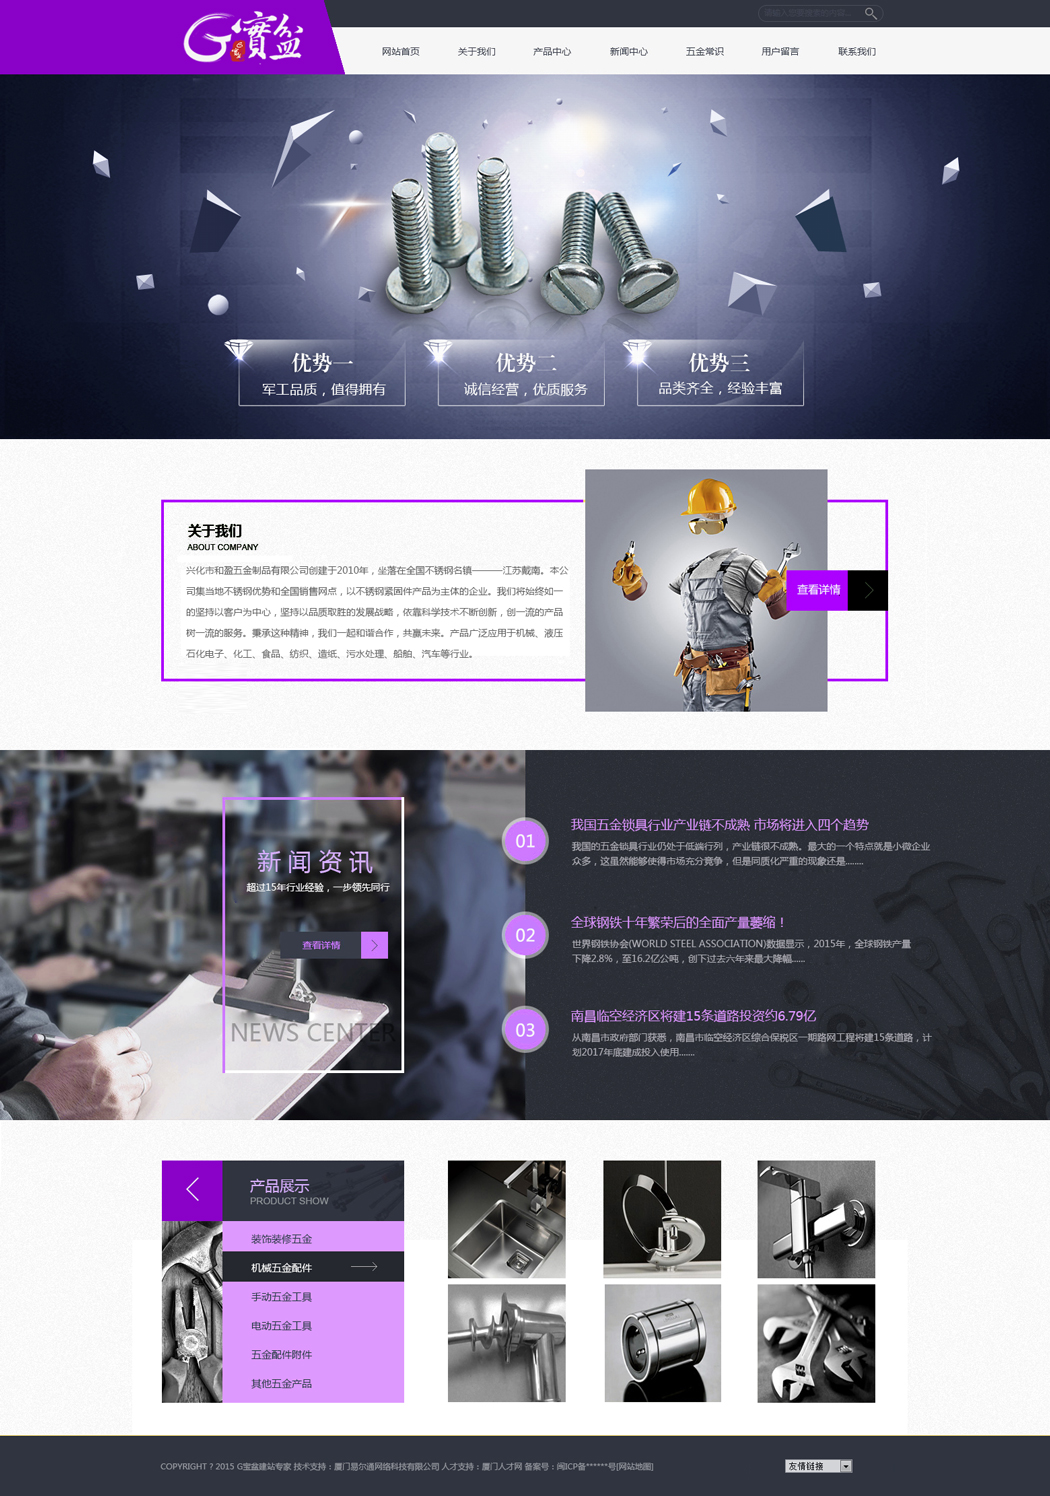 G寶盆
请输入您要搜索的内容...
网站首页 关于我们 产品中心 新闻中心 五金常识 用户留言 联系我们
优势一
军工品质，值得拥有
优势二
诚信经营，优质服务
优势三
品类齐全，经验丰富
关于我们
ABOUT COMPANY
兴化市和盈五金制品有限公司创建于2010年，坐落在全国不锈钢名镇———江苏戴南。本公
司集当地不锈钢优势和全国销售网点，以不锈钢紧固件产品为主体的企业。我们将始终如一
的坚持以客户为中心，坚持以品质取胜的发展战略，依靠科学技术不断创新，创一流的产品
树一流的服务。秉承这种精神，我们一起和谐合作，共赢未来。产品广泛应用于机械、液压
石化电子、化工、食品、纺织、造纸、污水处理、船舶、汽车等行业。
查看详情
新闻资讯
超过15年行业经验，一步领先同行
查看详情
NEWS CENTER
01
我国五金锁具行业产业链不成熟 市场将进入四个趋势
我国的五金锁具行业仍处于低端行列，产业链很不成熟。最大的一个特点就是小微企业
众多，这虽然能够使得市场充分竞争，但是同质化严重的现象还是........
02
全球钢铁十年繁荣后的全面产量萎缩！
世界钢铁协会(WORLD STEEL ASSOCIATION)数据显示，2015年，全球钢铁产量
下降2.8%，至16.2亿公吨，创下过去六年来最大降幅......
03
南昌临空经济区将建15条道路投资约6.79亿
从南昌市政府部门获悉，南昌市临空经济区综合保税区一期路网工程将建15条道路，计
划2017年底建成投入使用.......
产品展示
PRODUCT SHOW
装饰装修五金
机械五金配件
手动五金工具
电动五金工具
五金配件附件
其他五金产品
COPYRIGHT ? 2015 G宝盆建站专家 技术支持：厦门易尔通网络科技有限公司 人才支持：厦门人才网 备案号：闽ICP备******号[网站地图]
友情链接